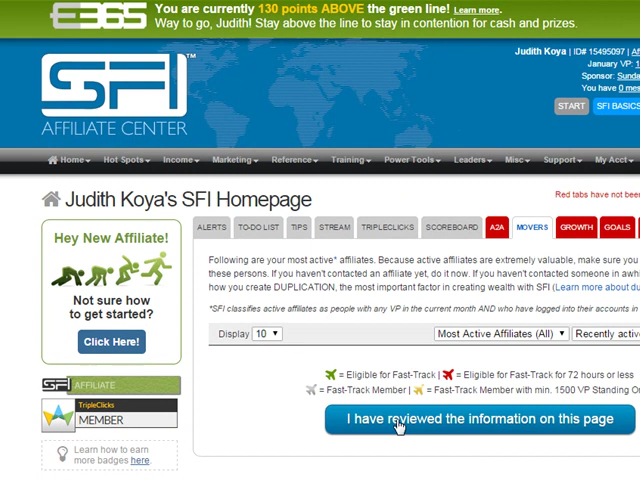 E365
You are currently 130 points ABOVE the green line! Learn more.
Way to go, Judith! Stay above the line to stay in contention for cash and prizes.
Judith Koya | ID# 15495097 |
January VP:
Sponsor:
You have 0
START
SFI BASICS
SFI™
AFFILIATE CENTER
Home Hot Spots Income Marketing Reference Training Power Tools Leaders Misc Support My Acct
Judith Koya's SFI Homepage
Red tabs have not been
ALERTS TO-DO LIST TIPS STREAM TRIPLECLICKS SCOREBOARD A2A MOVERS GROWTH GOALS
Hey New Affiliate!
Not sure how
to get started?
Click Here!
Following are your most active* affiliates. Because active affiliates are extremely valuable, make sure you
these persons. If you haven't contacted an affiliate yet, do it now. If you haven't contacted someone in
how you create DUPLICATION, the most important factor in creating wealth with SFI (Learn more about
*SFI classifies active affiliates as people with any VP in the current month AND who have logged into their accounts in
Display 10 Most Active Affiliates (All) Recently
= Eligible for Fast-Track | = Eligible for Fast-Track for 72 hours or less
= Fast-Track Member | = Fast-Track Member with min. 1500 VP Standing
I have reviewed the information on this page
SFI AFFILIATE
TripleClicks
MEMBER
Learn how to earn
more badges here.